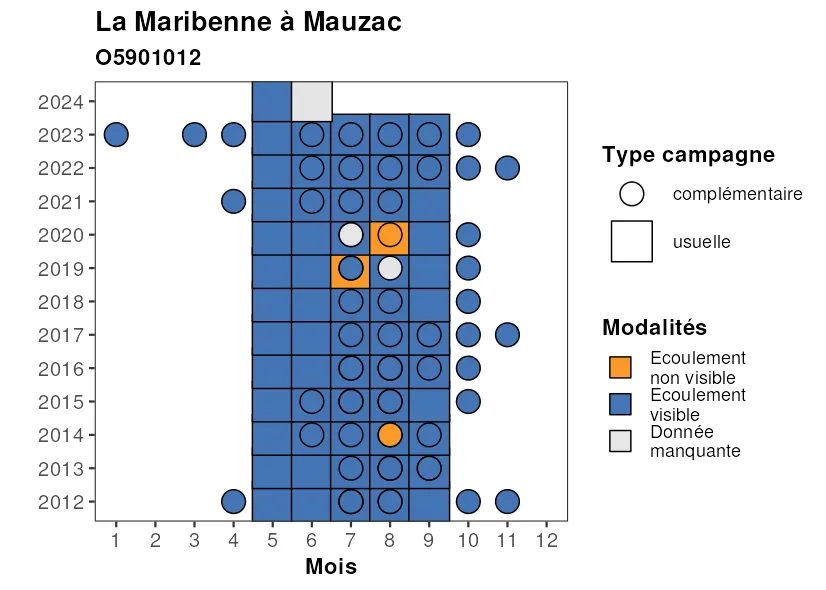 La Maribenne à Mauzac
O5901012
2024
2023
2022
2021
2020
2019
2018
2017
2016
2015
2014
2013
2012
1 2 3 4 5 6 7 8 9 10 11 12
Mois
Type campagne
complémentaire
usuelle
Modalités
Ecoulement
non visible
Ecoulement
visible
Donnée
manquante